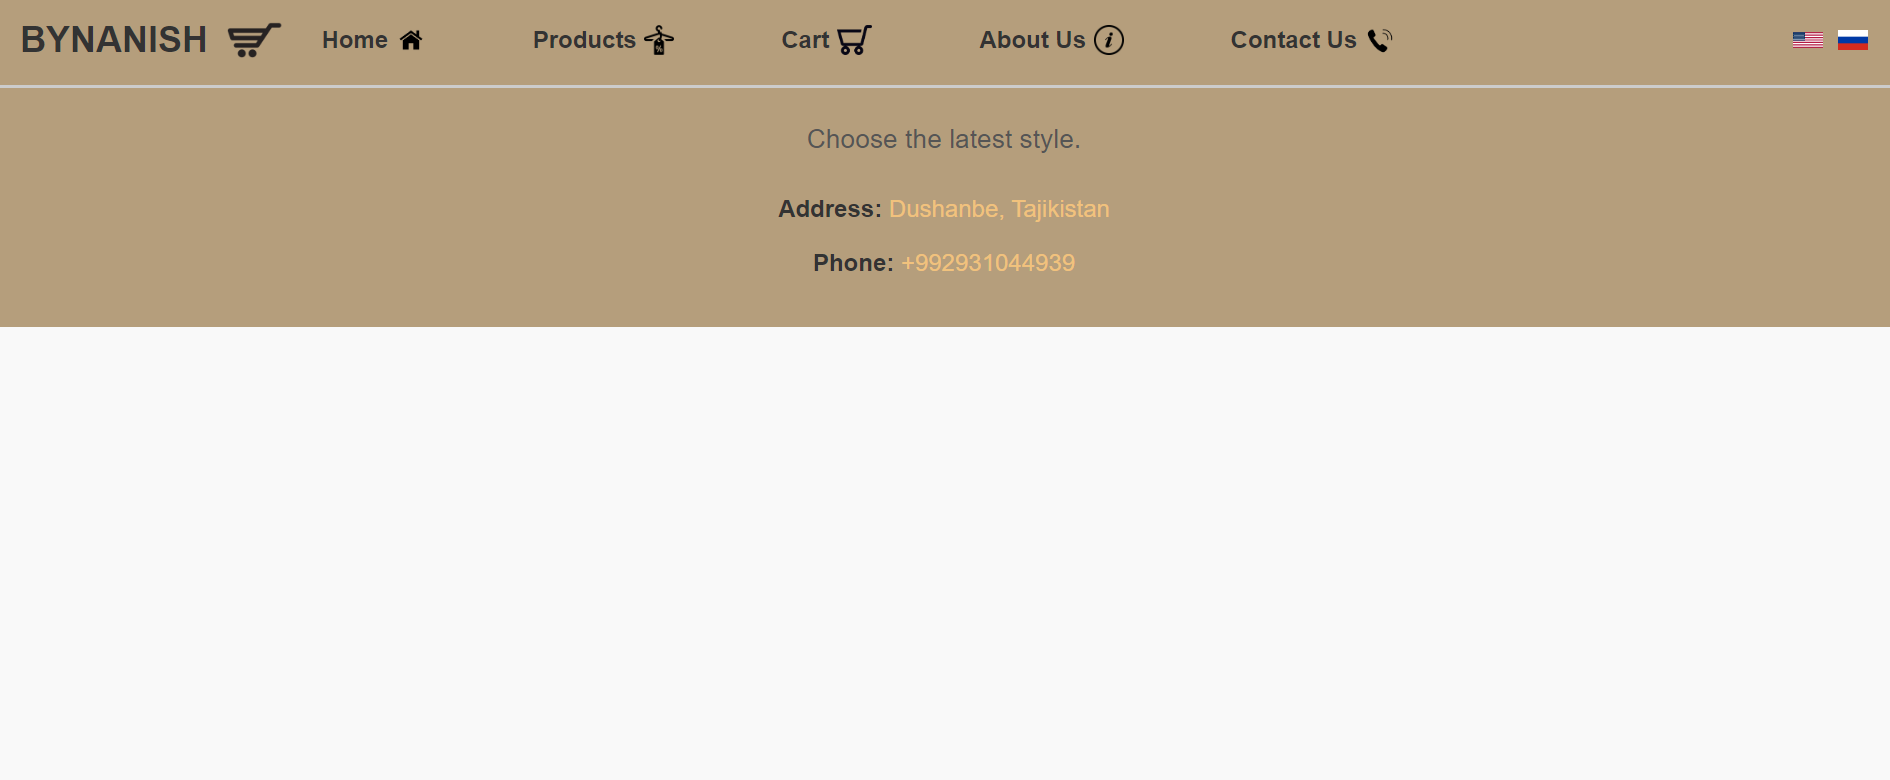 BYNANISH Home Products Cart About Us Contact Us
Choose the latest style.
Address: Dushanbe, Tajikistan
Phone: +992931044939